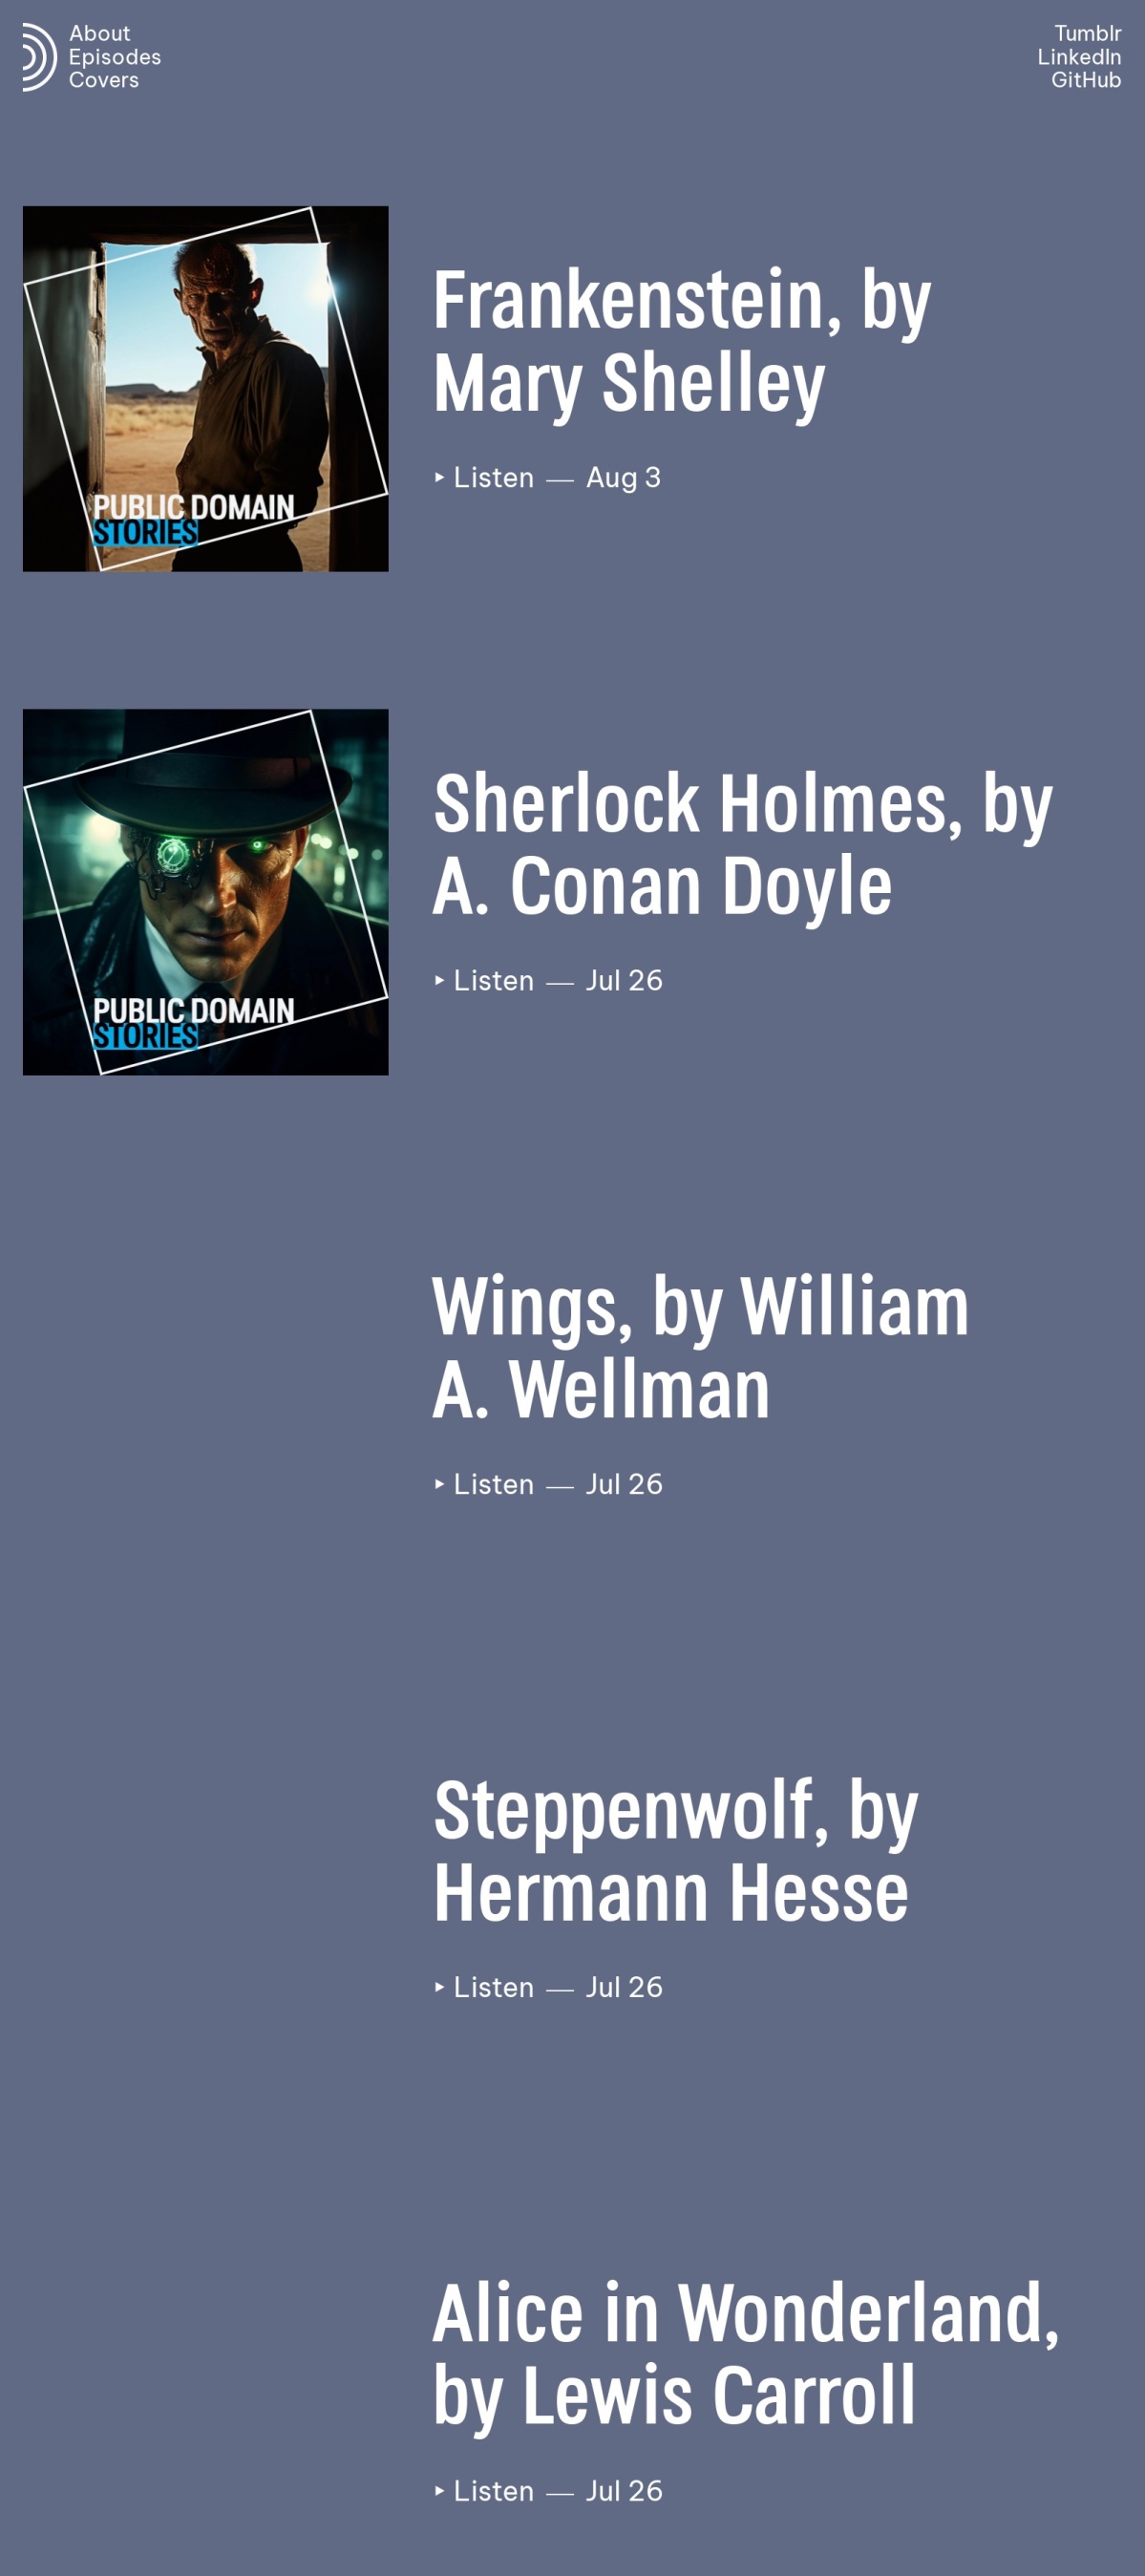 About
Episodes
Covers
Tumblr
LinkedIn
GitHub
PUBLIC DOMAIN
STORIES
Frankenstein, by
Mary Shelley
Listen — Aug 3
PUBLIC DOMAIN
STORIES
Sherlock Holmes, by
A. Conan Doyle
Listen — Jul 26
Wings, by William
A. Wellman
Listen — Jul 26
Steppenwolf, by
Hermann Hesse
Listen — Jul 26
Alice in Wonderland,
by Lewis Carroll
Listen — Jul 26